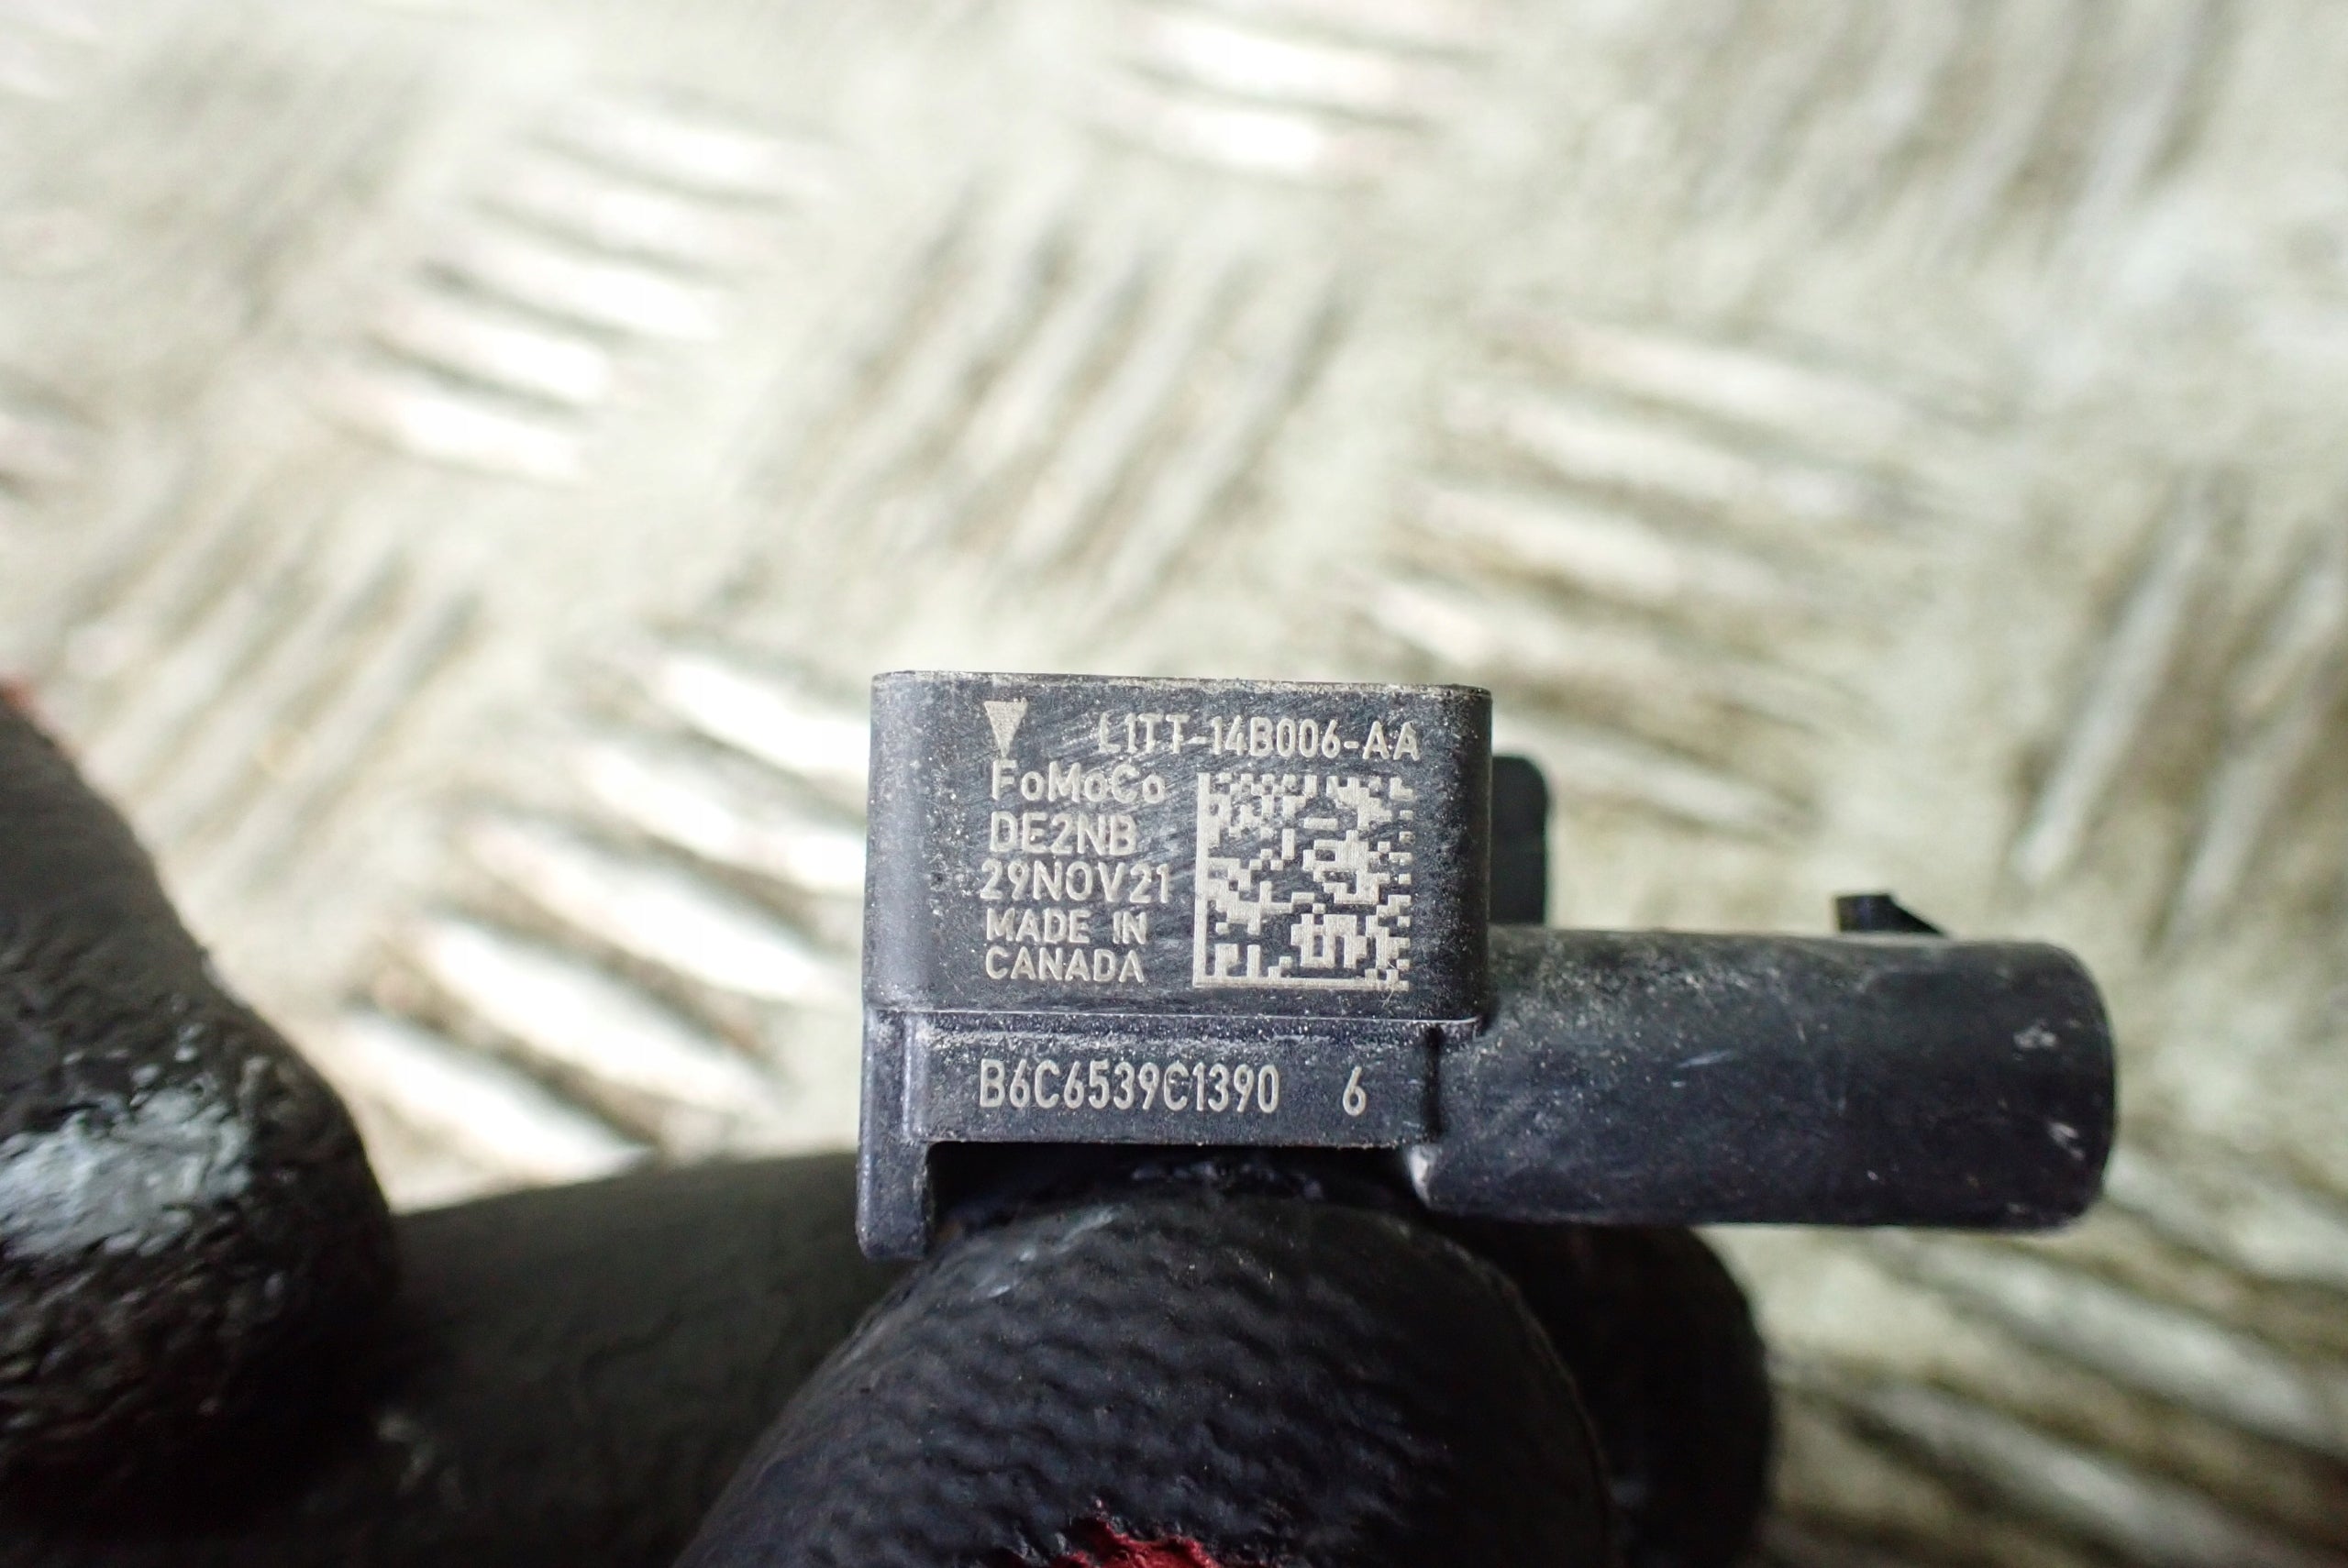 L1TT-14B006-AA
FoMoCo
DE2NB
29NOV21
MADE IN
CANADA
B6C6539C1390 6